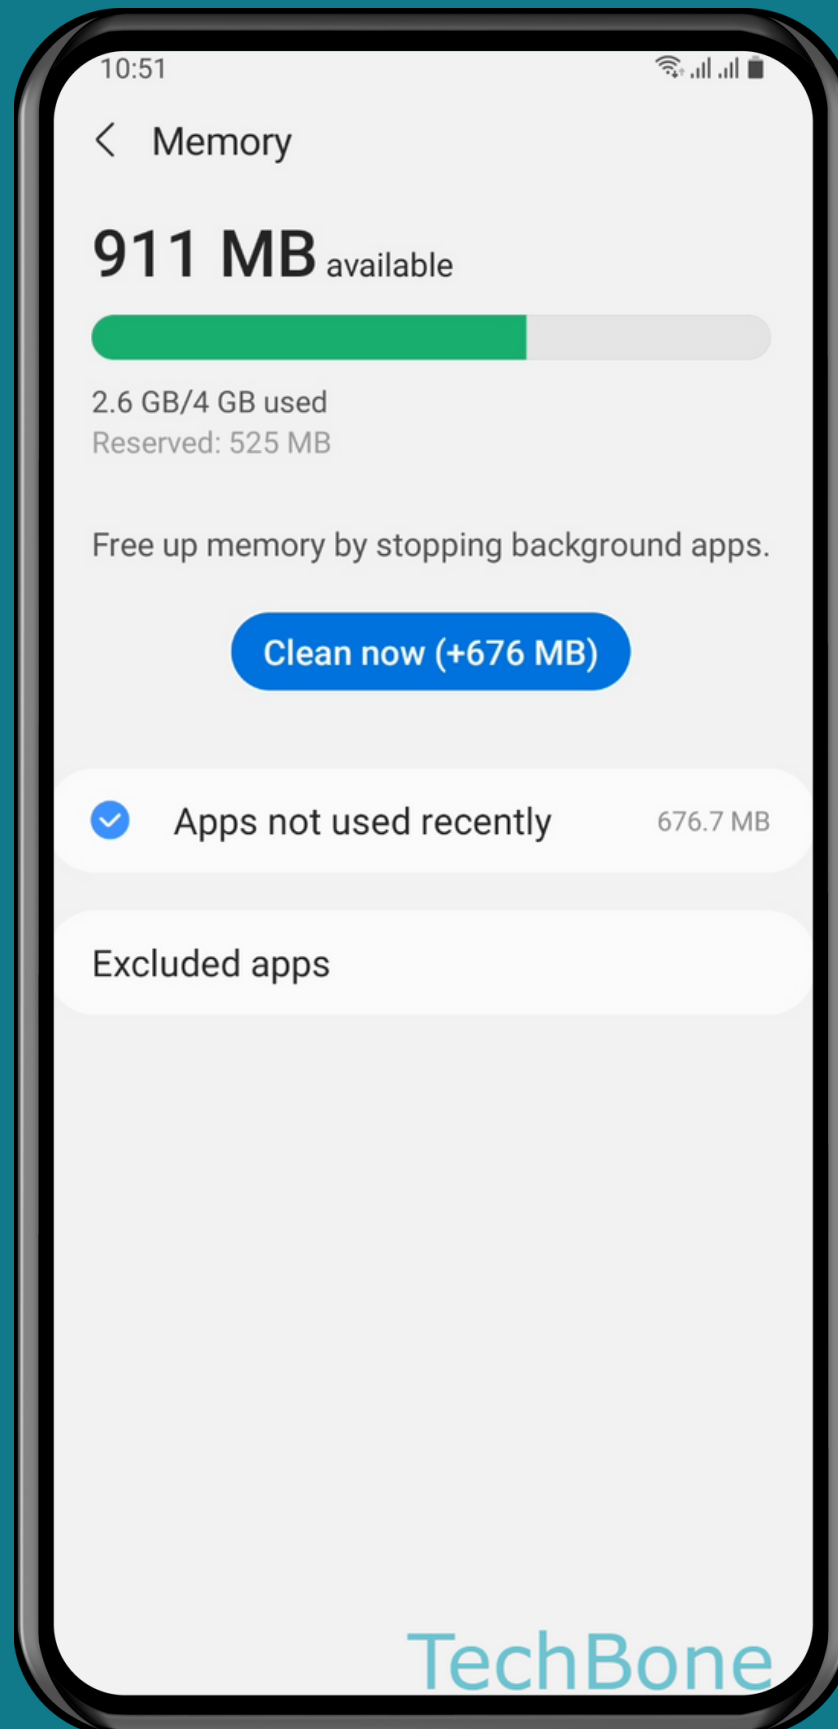 10:51
Memory
911 MB available
2.6 GB/4 GB used
Reserved: 525 MB
Free up memory by stopping background apps.
Clean now (+676 MB)
Apps not used recently 676.7 MB
Excluded apps
TechBone